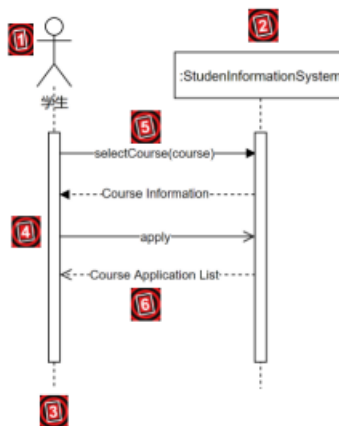 1
2
:StudenInformationSystem
学生
5
selectCourse(course)
Course Information
4
apply
Course Application List
6
3